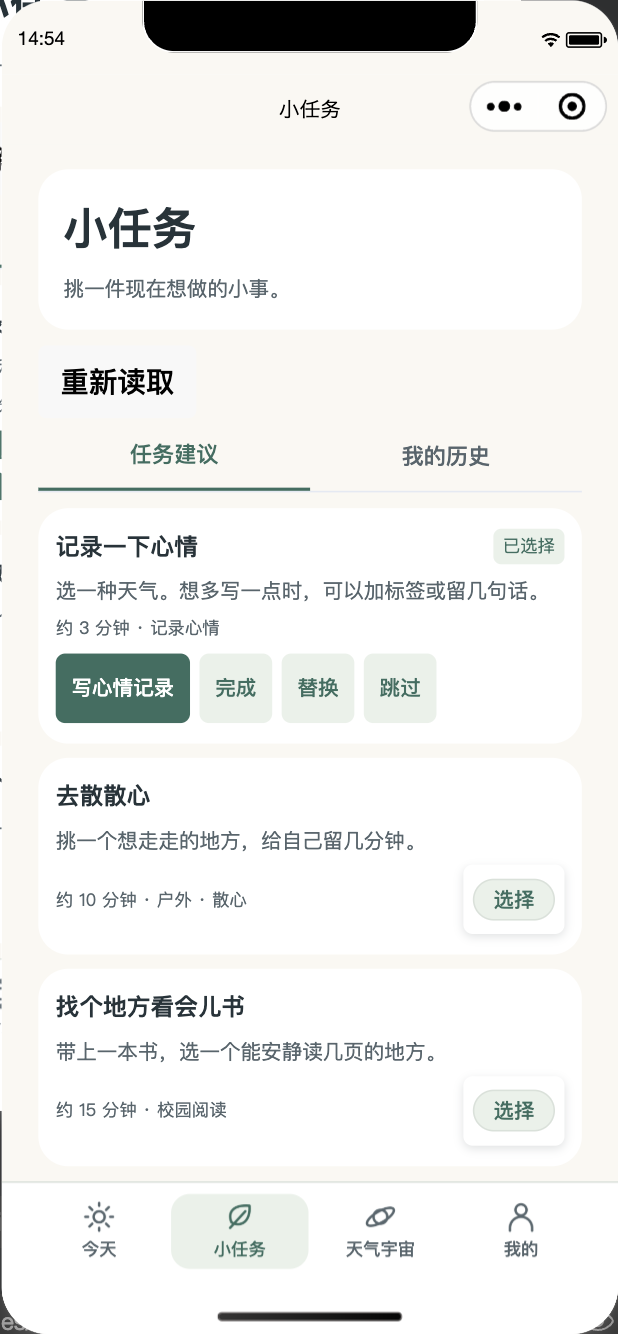 14:54
小任务
小任务
挑一件现在想做的小事。
重新读取
任务建议
我的历史
记录一下心情
已选择
选一种天气。想多写一点时，可以加标签或留几句话。
约 3 分钟 · 记录心情
写心情记录
完成
替换
跳过
去散散心
挑一个想走走的地方，给自己留几分钟。
约 10 分钟 · 户外 · 散心
选择
找个地方看会儿书
带上一本书，选一个能安静读几页的地方。
约 15 分钟 · 校园阅读
选择
今天
小任务
天气宇宙
我的